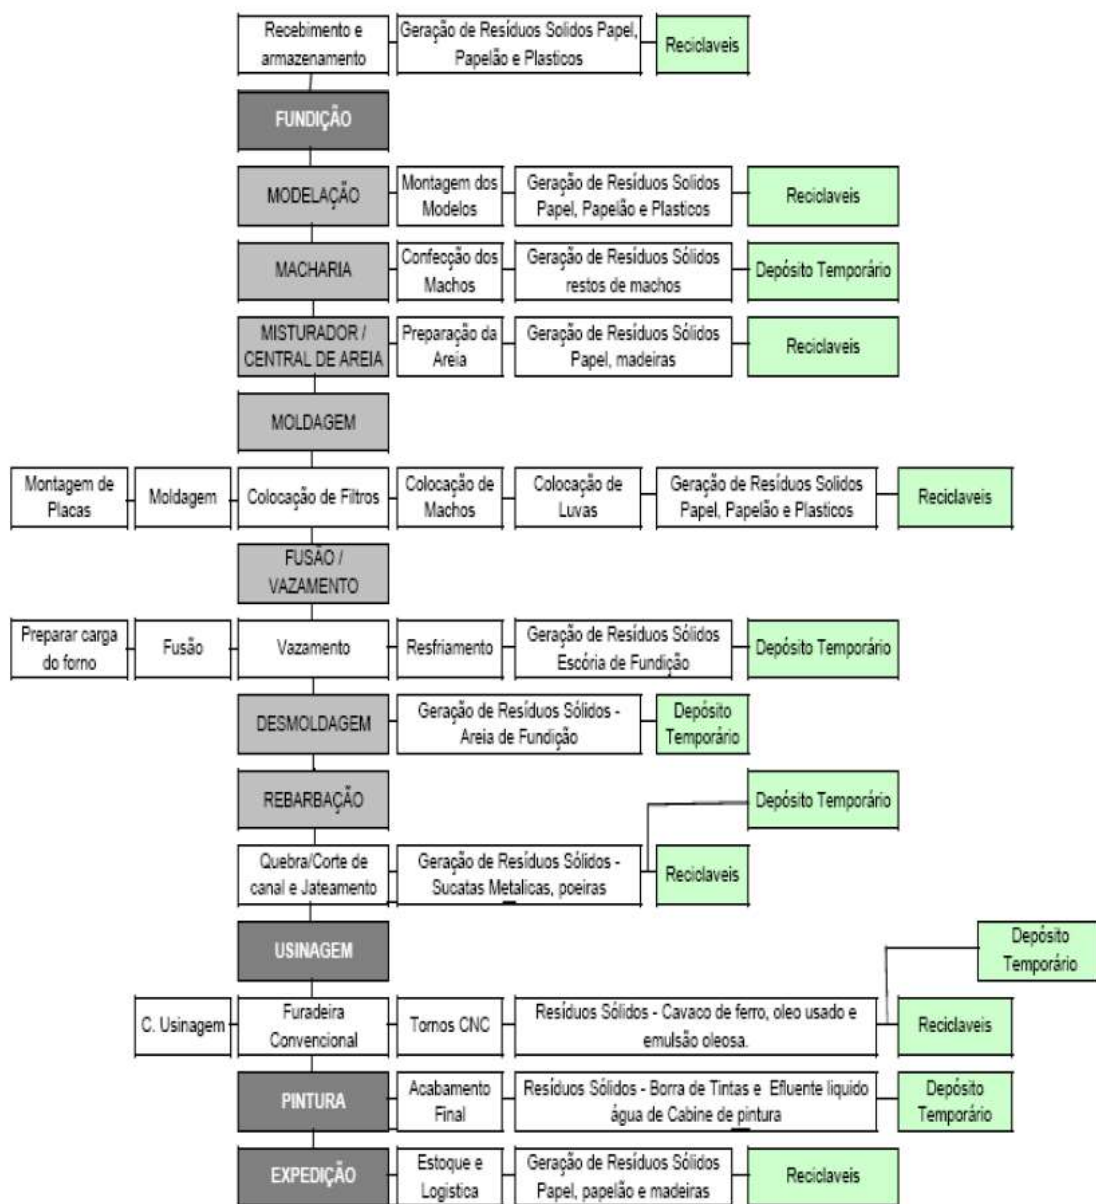 Recebimento e
armazenamento
Geração de Resíduos Solidos Papel,
Papelão e Plasticos
Reciclaveis
FUNDIÇÃO
MODELAÇÃO
Montagem dos
Modelos
Geração de Resíduos Solidos
Papel, Papelão e Plasticos
Reciclaveis
MACHARIA
Confecção dos
Machos
Geração de Resíduos Sólidos
restos de machos
Depósito Temporário
MISTURADOR /
CENTRAL DE AREIA
Preparação da
Areia
Geração de Resíduos Sólidos
Papel, madeiras
Reciclaveis
MOLDAGEM
Montagem de
Placas
Moldagem
Colocação de Filtros
Colocação de
Machos
Colocação de
Luvas
Geração de Resíduos Solidos
Papel, Papelão e Plasticos
Reciclaveis
FUSÃO /
VAZAMENTO
Preparar carga
do forno
Fusão
Vazamento
Resfriamento
Geração de Resíduos Sólidos
Escória de Fundição
Depósito Temporário
DESMOLDAGEM
Geração de Resíduos Sólidos -
Areia de Fundição
Depósito
Temporário
REBARBAÇÃO
Depósito Temporário
Quebra/Corte de
canal e Jateamento
Geração de Resíduos Sólidos -
Sucatas Metalicas, poeiras
Reciclaveis
USINAGEM
Depósito
Temporário
C. Usinagem
Furadeira
Convencional
Tornos CNC
Resíduos Sólidos - Cavaco de ferro, oleo usado e
emulsão oleosa.
Reciclaveis
PINTURA
Acabamento
Final
Resíduos Sólidos - Borra de Tintas e Efluente liquido
água de Cabine de pintura
Depósito
Temporário
EXPEDIÇÃO
Estoque e
Logistica
Geração de Resíduos Sólidos
Papel, papelão e madeiras
Reciclaveis